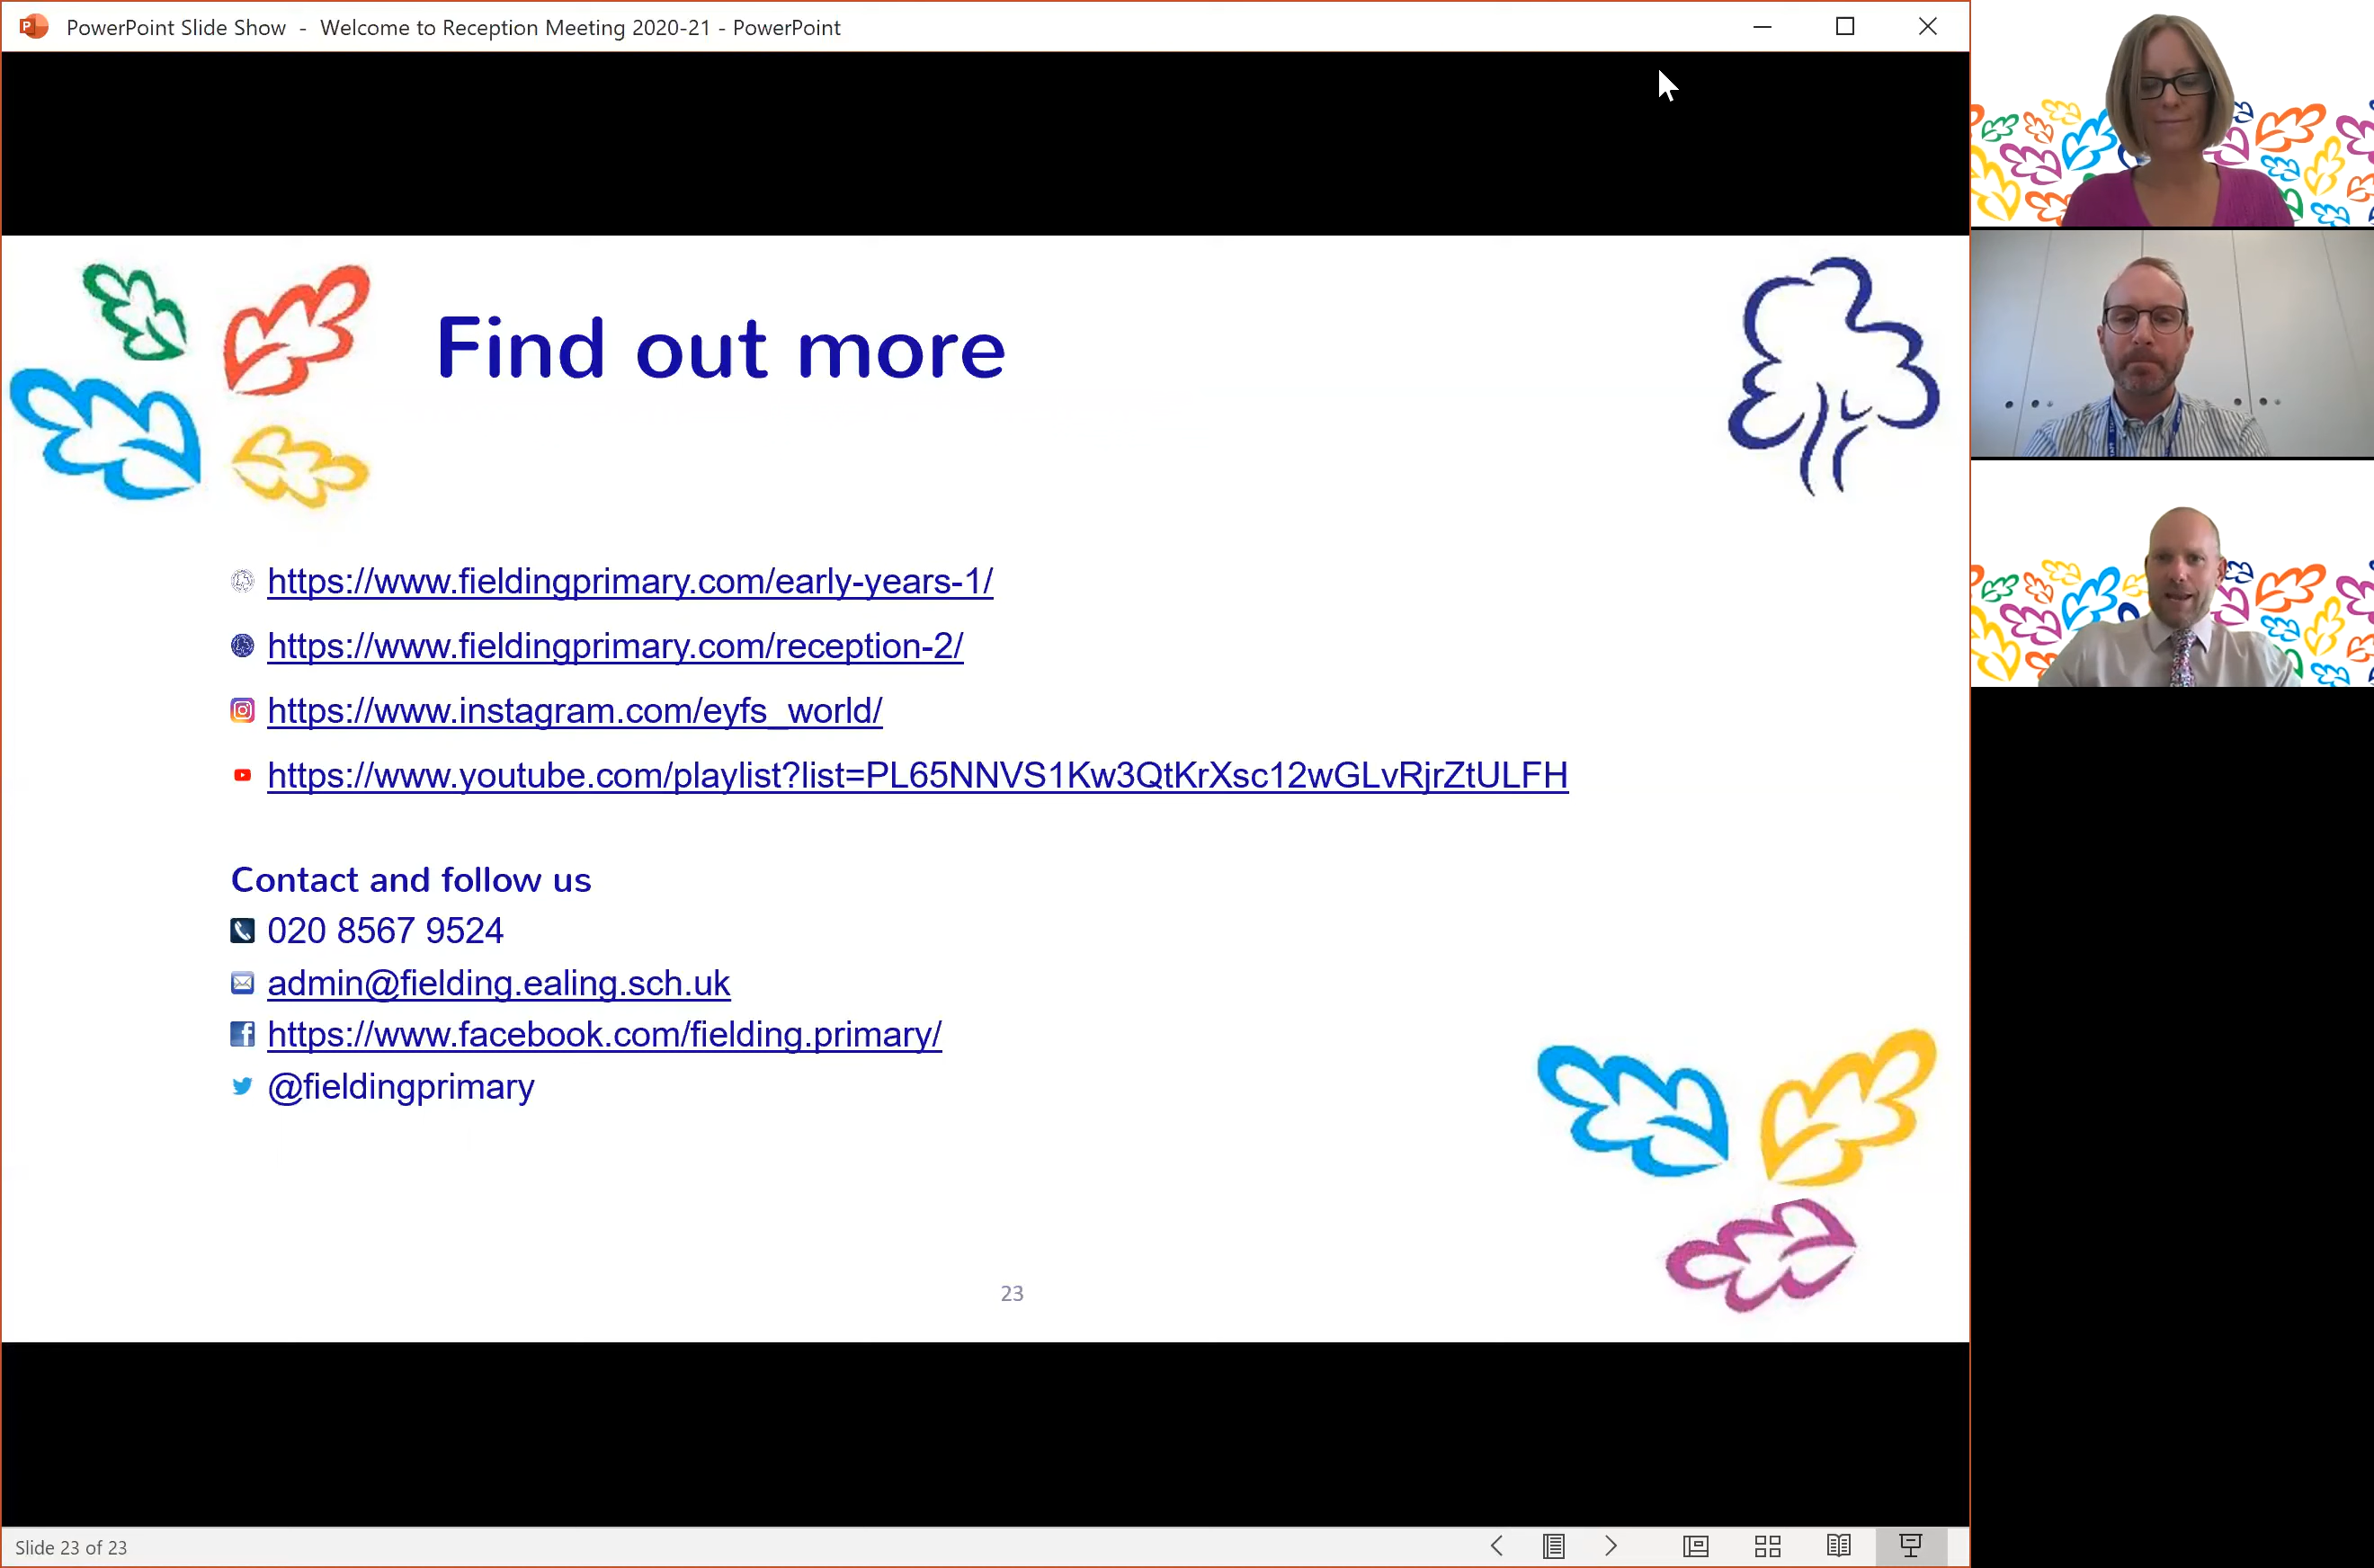 PowerPoint Slide Show - Welcome to Reception Meeting 2020-21 - PowerPoint
Find out more
https://www.fieldingprimary.com/early-years-1/
https://www.fieldingprimary.com/reception-2/
https://www.instagram.com/eyfs_world/
https://www.youtube.com/playlist?list=PL65NNVS1Kw3QtKrXsc12wGLvRjrZtULFH
Contact and follow us
020 8567 9524
admin@fielding.ealing.sch.uk
https://www.facebook.com/fielding.primary/
@fieldingprimary
23
Slide 23 of 23